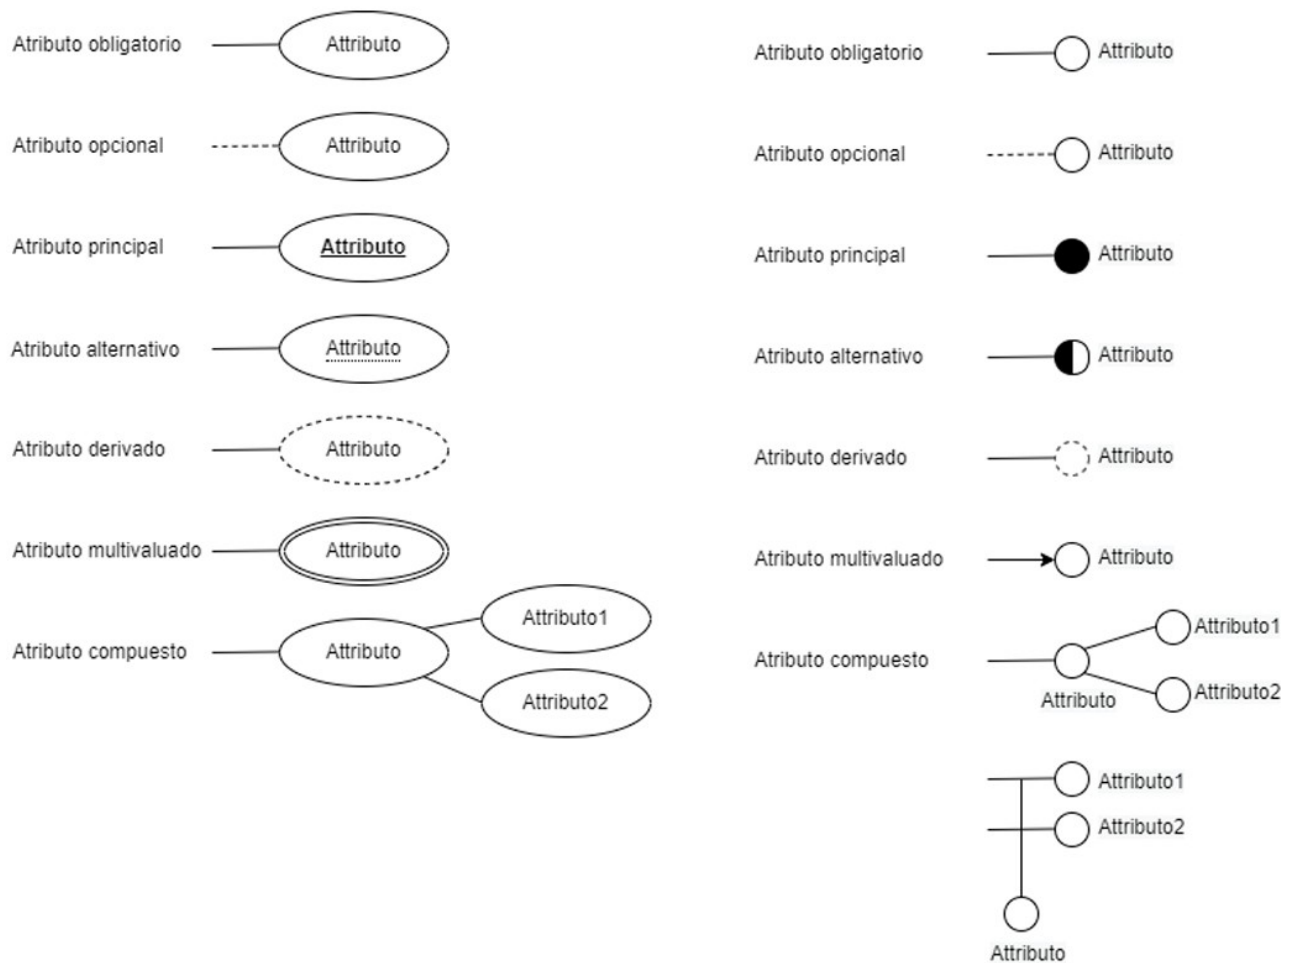 Atributo obligatorio
Attributo
Atributo opcional
Attributo
Atributo principal
Attributo
Atributo alternativo
Attributo
Atributo derivado
Attributo
Atributo multivaluado
Attributo
Atributo compuesto
Attributo
Attributo1
Attributo2
Atributo obligatorio
Attributo
Atributo opcional
Attributo
Atributo principal
Attributo
Atributo alternativo
Attributo
Atributo derivado
Attributo
Atributo multivaluado
Attributo
Atributo compuesto
Attributo
Attributo1
Attributo2
Attributo1
Attributo2
Attributo